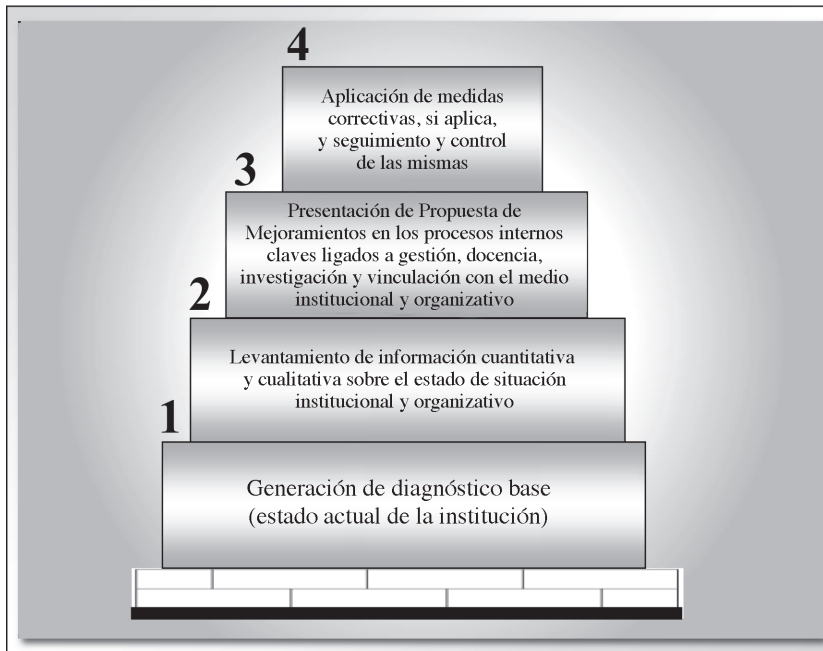 4
Aplicación de medidas
correctivas, si aplica,
y seguimiento y control
de las mismas
3
Presentación de Propuesta de
Mejoramientos en los procesos internos
claves ligados a gestión, docencia,
investigación y vinculación con el medio
institucional y organizativo
2
Levantamiento de información cuantitativa
y cualitativa sobre el estado de situación
institucional y organizativo
1
Generación de diagnóstico base
(estado actual de la institución)